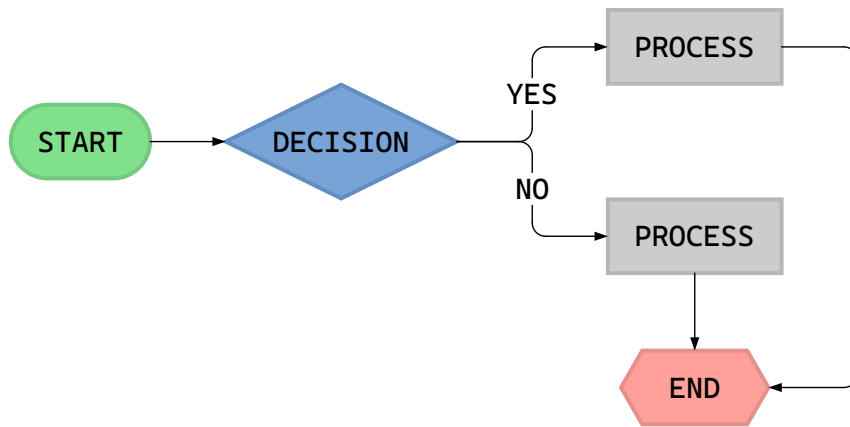 PROCESS
YES
START
DECISION
NO
PROCESS
END